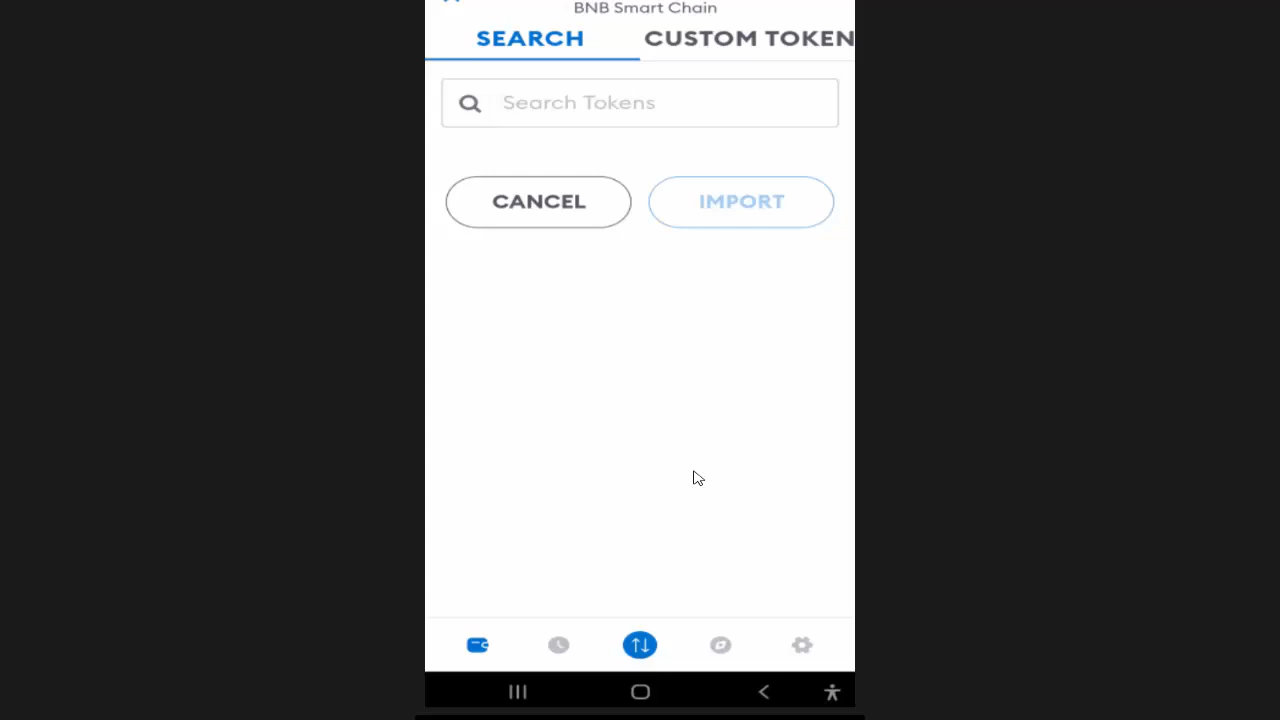 BNB Smart Chain
SEARCH CUSTOM TOKEN
Search Tokens
CANCEL IMPORT